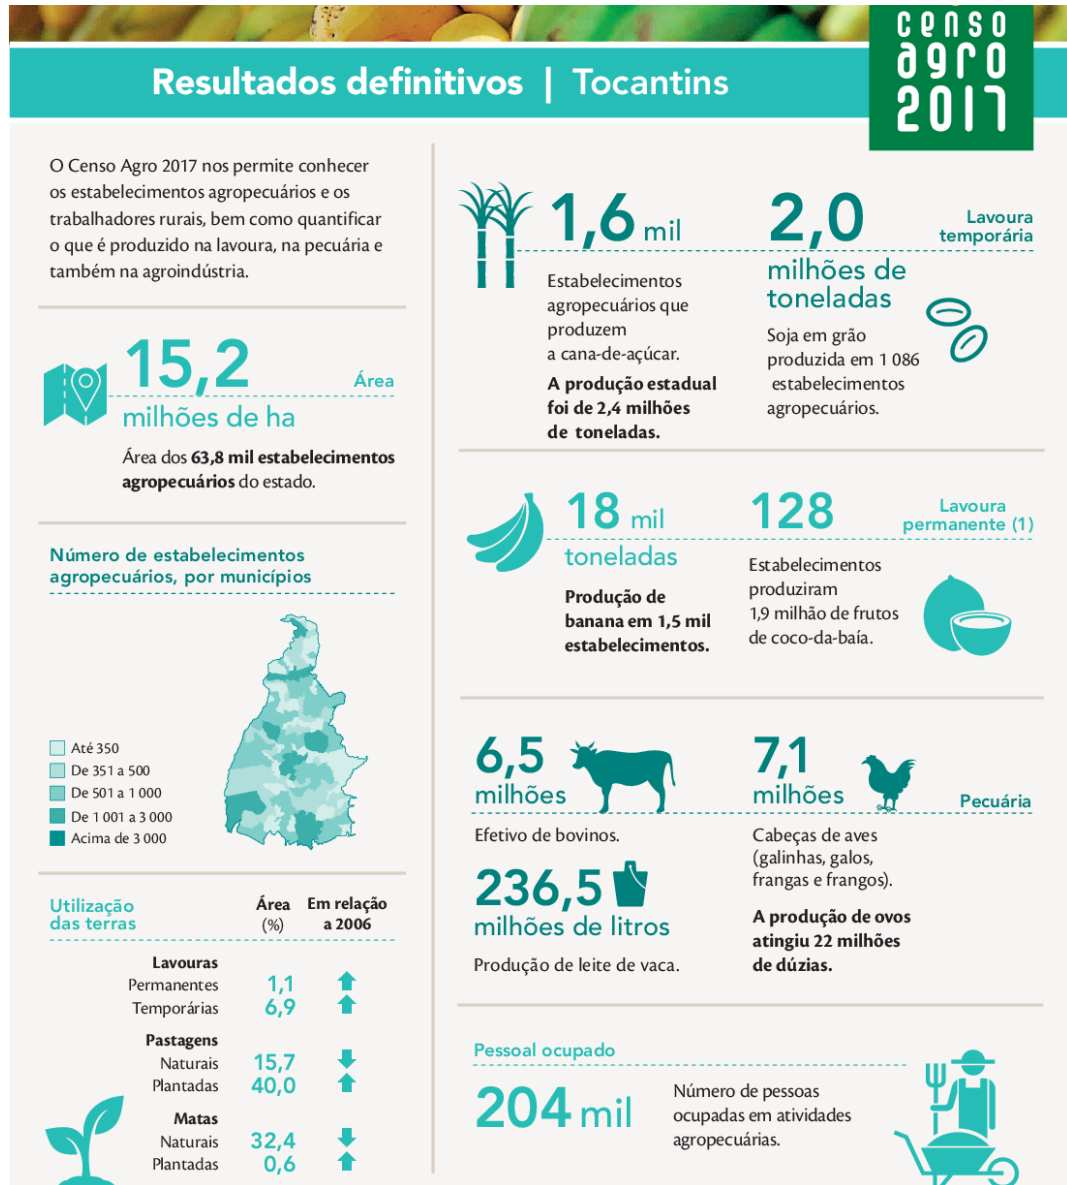 censo
agro
2017
Resultados definitivos | Tocantins
O Censo Agro 2017 nos permite conhecer
os estabelecimentos agropecuários e os
trabalhadores rurais, bem como quantificar
o que é produzido na lavoura, na pecuária e
também na agroindústria.
15,2
Área
milhões de ha
Área dos 63,8 mil estabelecimentos
agropecuários do estado.
Número de estabelecimentos
agropecuários, por municípios
Até 350
De 351 a 500
De 501 a 1 000
De 1 001 a 3 000
Acima de 3 000
Utilização
das terras
Área
(%)
Em relação
a 2006
Lavouras
Permanentes 1,1
Temporárias 6,9
Pastagens
Naturais 15,7
Plantadas 40,0
Matas
Naturais 32,4
Plantadas 0,6
1,6 mil
Estabelecimentos
agropecuários que
produzem
a cana-de-açúcar.
A produção estadual
foi de 2,4 milhões
de toneladas.
2,0
milhões de
toneladas
Lavoura
temporária
Soja em grão
produzida em 1 086
estabelecimentos
agropecuários.
18 mil
toneladas
Produção de
banana em 1,5 mil
estabelecimentos.
128
Lavoura
permanente (1)
Estabelecimentos
produziram
1,9 milhão de frutos
de coco-da-baía.
6,5
milhões
Efetivo de bovinos.
236,5
milhões de litros
Produção de leite de vaca.
7,1
milhões
Pecuária
Cabeças de aves
(galinhas, galos,
frangas e frangos).
A produção de ovos
atingiu 22 milhões
de dúzias.
Pessoal ocupado
204 mil
Número de pessoas
ocupadas em atividades
agropecuárias.